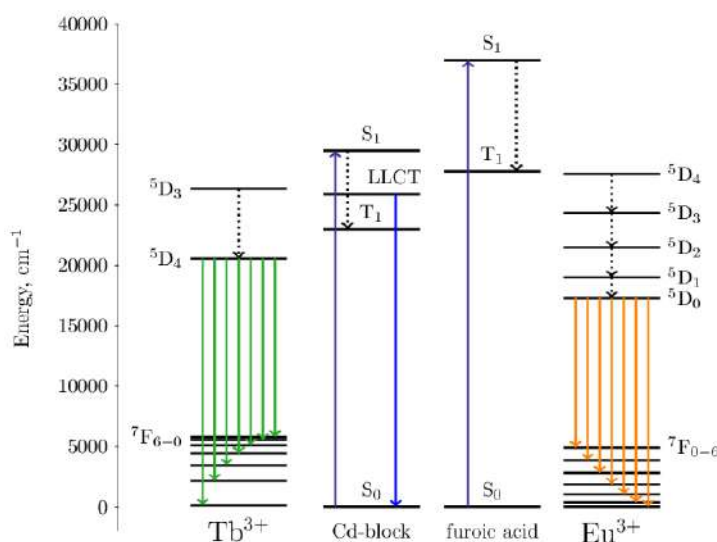 Energy, cm⁻¹
40000
35000
30000
25000
20000
15000
10000
5000
0
⁵D₃
⁵D₄
⁷F₆₋₀
Tb³⁺
S₁
LLCT
T₁
S₀
Cd-block
S₁
T₁
S₀
furoic acid
⁵D₄
⁵D₃
⁵D₂
⁵D₁
⁵D₀
⁷F₀₋₆
Eu³⁺